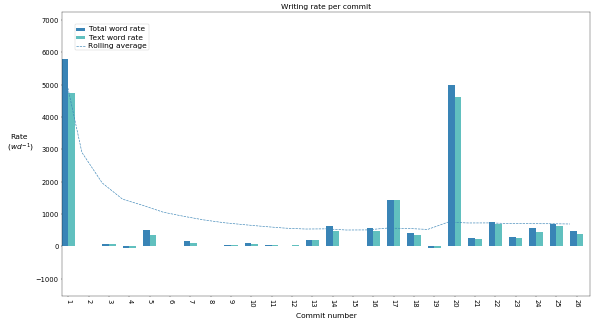 Writing rate per commit
7000
6000
5000
4000
3000
2000
1000
0
−1000
Rate
(wd⁻¹)
Total word rate
Text word rate
Rolling average
1 2 3 4 5 6 7 8 9 10 11 12 13 14 15 16 17 18 19 20 21 22 23 24 25 26
Commit number